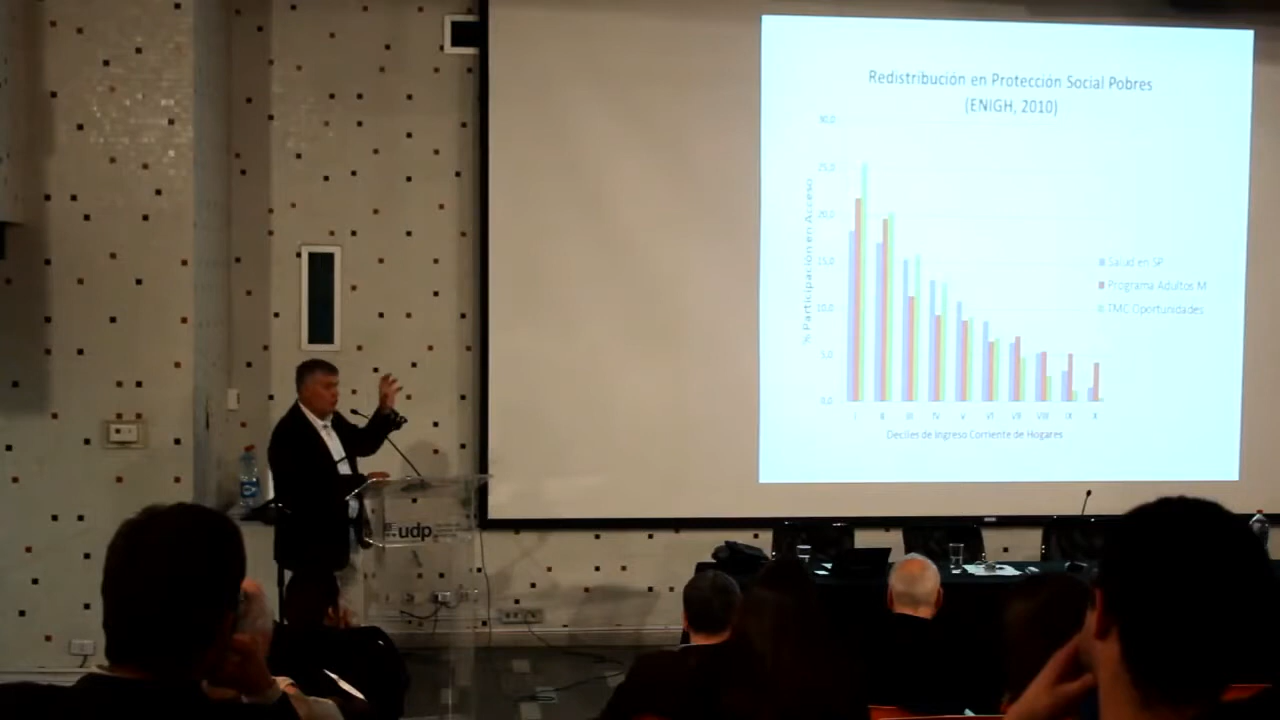 Redistribución en Protección Social Pobres
(ENIGH, 2010)
30,0
25,0
20,0
15,0
10,0
5,0
0,0
% Participación en Acceso
I II III IV V VI VII VIII IX X
Deciles de Ingreso Corriente de Hogares
Salud en SP
Programa Adultos M
TMC Oportunidades
udp